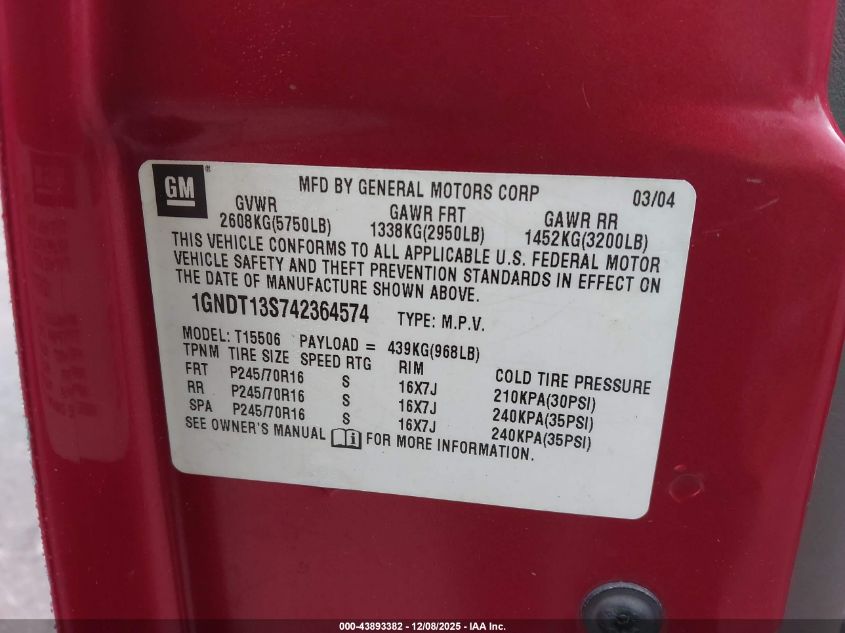 GM®
MFD BY GENERAL MOTORS CORP 03/04
GVWR GAWR FRT GAWR RR
2608KG(5750LB) 1338KG(2950LB) 1452KG(3200LB)
THIS VEHICLE CONFORMS TO ALL APPLICABLE U.S. FEDERAL MOTOR
VEHICLE SAFETY AND THEFT PREVENTION STANDARDS IN EFFECT ON
THE DATE OF MANUFACTURE SHOWN ABOVE.
1GNDT13S742364574 TYPE: M.P.V.
MODEL: T15506 PAYLOAD = 439KG(968LB)
TPNM TIRE SIZE SPEED RTG RIM COLD TIRE PRESSURE
FRT P245/70R16 S 16X7J 210KPA(30PSI)
RR P245/70R16 S 16X7J 240KPA(35PSI)
SPA P245/70R16 S 16X7J 240KPA(35PSI)
SEE OWNER'S MANUAL FOR MORE INFORMATION.
000-43893382 | 12/08/2025 - IAA Inc.